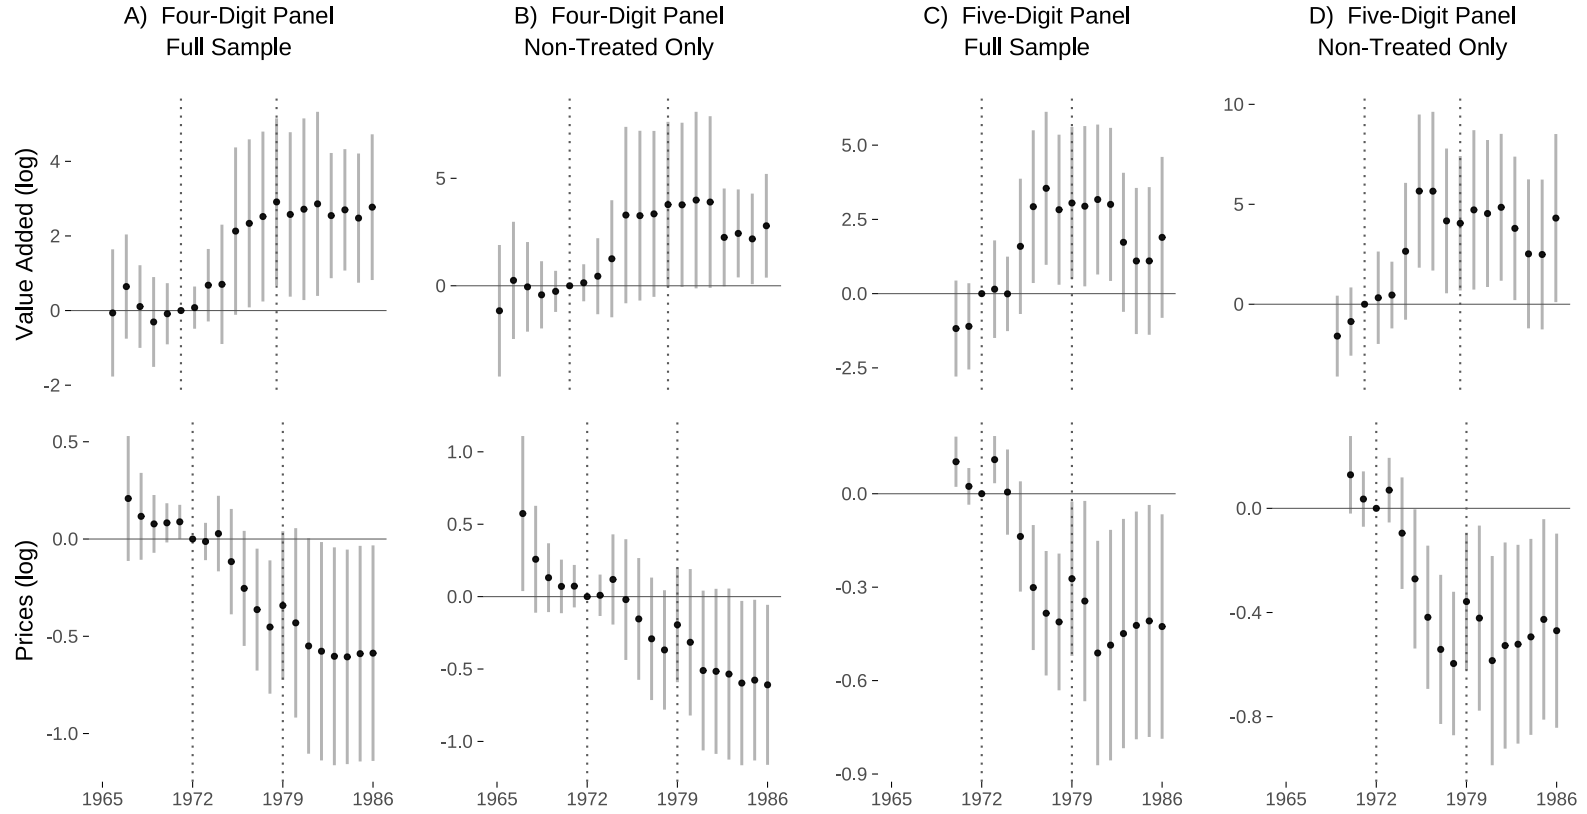 A) Four-Digit Panel
Full Sample
B) Four-Digit Panel
Non-Treated Only
C) Five-Digit Panel
Full Sample
D) Five-Digit Panel
Non-Treated Only
Value Added (log)
4
2
0
-2
5
0
5.0
2.5
0.0
-2.5
10
5
0
Prices (log)
0.5
0.0
-0.5
-1.0
1.0
0.5
0.0
-0.5
-1.0
0.0
-0.3
-0.6
-0.9
0.0
-0.4
-0.8
1965 1972 1979 1986
1965 1972 1979 1986
1965 1972 1979 1986
1965 1972 1979 1986